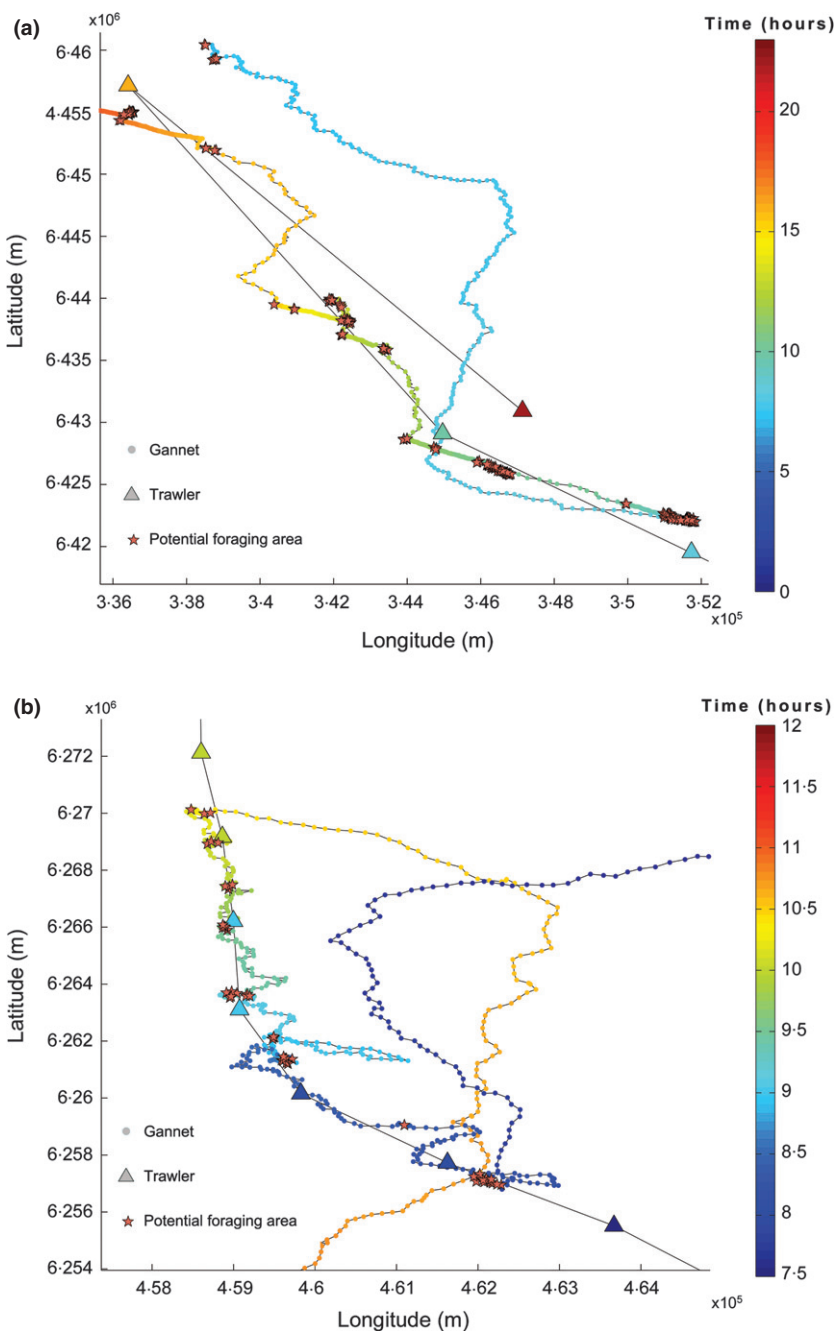 (a)
×10⁶
Time (hours)
6·46
4·455
6·45
6·445
6·44
6·435
6·43
6·425
6·42
Latitude (m)
Gannet
Trawler
Potential foraging area
3·36 3·38 3·4 3·42 3·44 3·46 3·48 3·5 3·52
×10⁵
Longitude (m)
20
15
10
5
0
(b)
×10⁶
Time (hours)
6·272
6·27
6·268
6·266
6·264
6·262
6·26
6·258
6·256
6·254
Latitude (m)
Gannet
Trawler
Potential foraging area
4·58 4·59 4·6 4·61 4·62 4·63 4·64
×10⁵
Longitude (m)
12
11·5
11
10·5
10
9·5
9
8·5
8
7·5